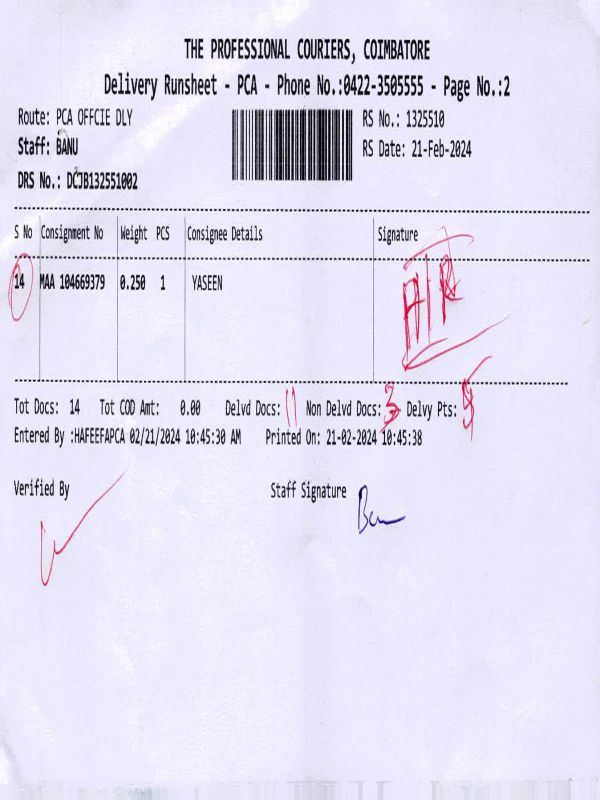 THE PROFESSIONAL COURIERS, COIMBATORE
Delivery Runsheet - PCA - Phone No.:0422-3505555 - Page No.:2
Route: PCA OFFCIE DLY RS No.: 1325510
Staff: BANU RS Date: 21-Feb-2024
DRS No.: DCJB132551002
S No Consignment No Weight PCS Consignee Details Signature
14 MAA 104669379 0.250 1 YASEEN
Tot Docs: 14 Tot COD Amt: 0.00 Delvd Docs: 11 Non Delvd Docs: 3 Delvy Pts:
Entered By :HAFEEFAPCA 02/21/2024 10:45:30 AM Printed On: 21-02-2024 10:45:38
Verified By Staff Signature